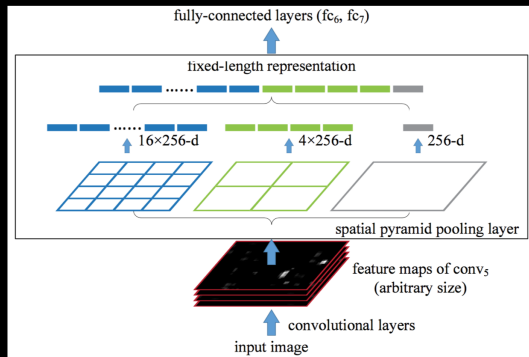 fully-connected layers (fc₆, fc₇)
fixed-length representation
......
......
16×256-d
4×256-d
256-d
spatial pyramid pooling layer
feature maps of conv₅
(arbitrary size)
convolutional layers
input image